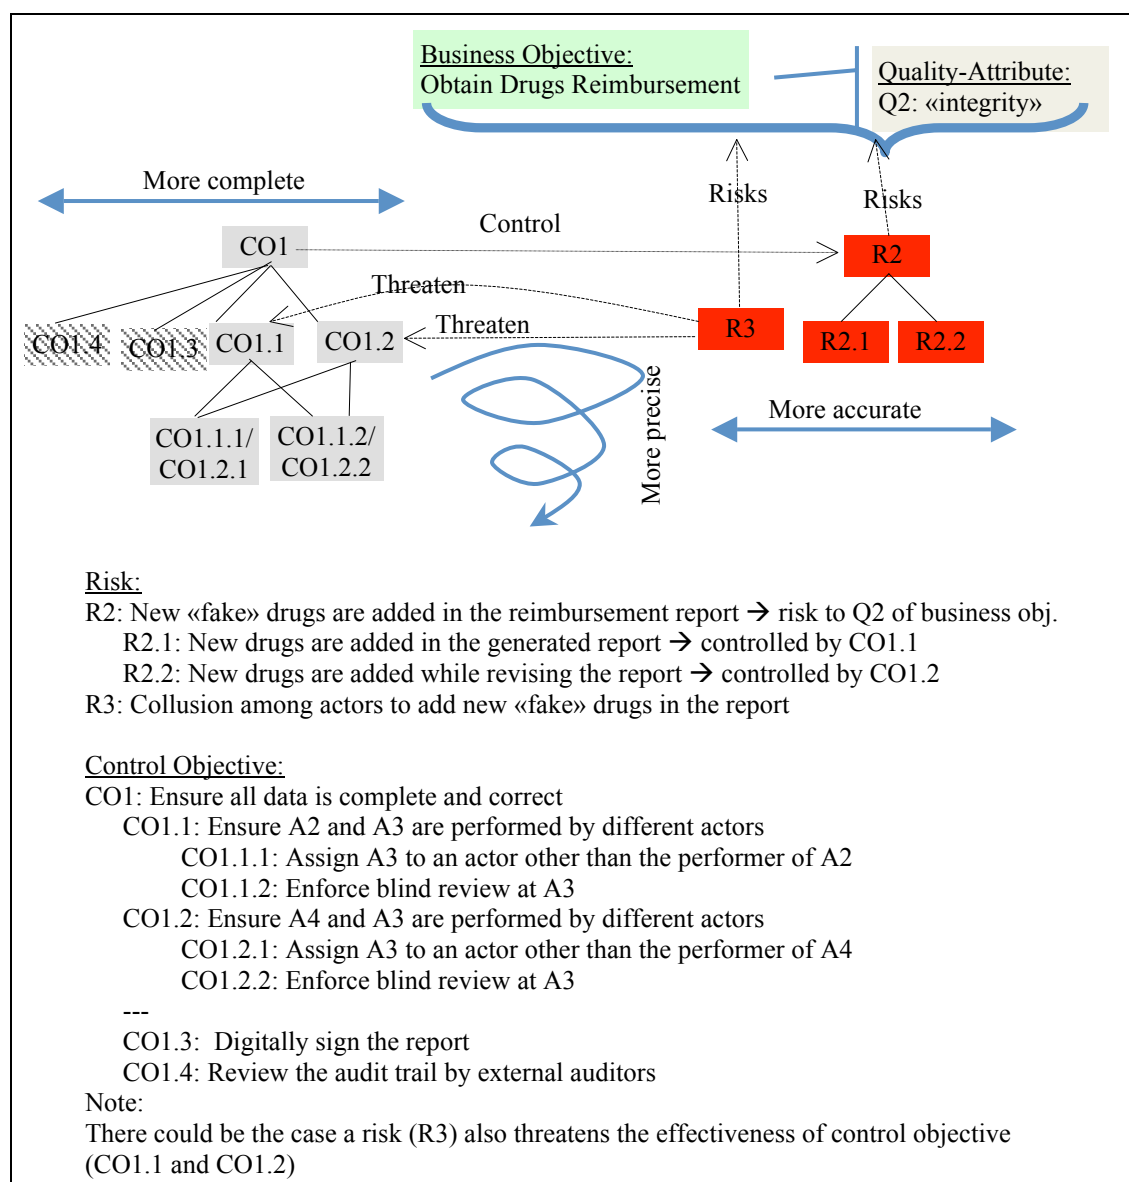 Business Objective:
Obtain Drugs Reimbursement
Quality-Attribute:
Q2: «integrity»
More complete
Risks
Risks
Control
CO1
R2
Threaten
Threaten
R3
CO1.4
CO1.3
CO1.1
CO1.2
R2.1
R2.2
More precise
More accurate
CO1.1.1/
CO1.2.1
CO1.1.2/
CO1.2.2
Risk:
R2: New «fake» drugs are added in the reimbursement report → risk to Q2 of business obj.
R2.1: New drugs are added in the generated report → controlled by CO1.1
R2.2: New drugs are added while revising the report → controlled by CO1.2
R3: Collusion among actors to add new «fake» drugs in the report
Control Objective:
CO1: Ensure all data is complete and correct
CO1.1: Ensure A2 and A3 are performed by different actors
CO1.1.1: Assign A3 to an actor other than the performer of A2
CO1.1.2: Enforce blind review at A3
CO1.2: Ensure A4 and A3 are performed by different actors
CO1.2.1: Assign A3 to an actor other than the performer of A4
CO1.2.2: Enforce blind review at A3
---
CO1.3: Digitally sign the report
CO1.4: Review the audit trail by external auditors
Note:
There could be the case a risk (R3) also threatens the effectiveness of control objective
(CO1.1 and CO1.2)